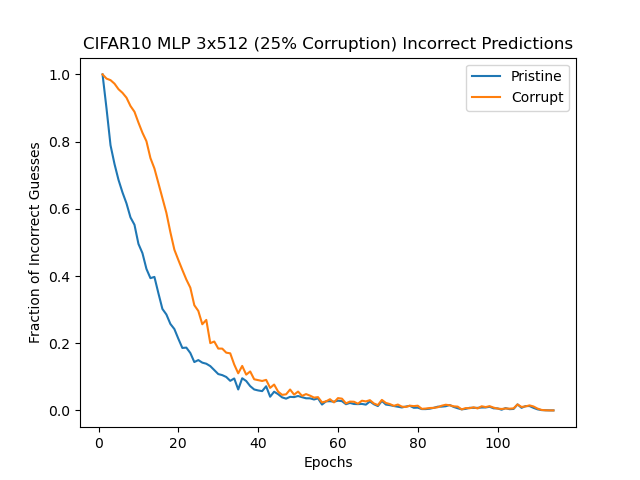 CIFAR10 MLP 3x512 (25% Corruption) Incorrect Predictions
Pristine
Corrupt
Fraction of Incorrect Guesses
1.0
0.8
0.6
0.4
0.2
0.0
0 20 40 60 80 100
Epochs